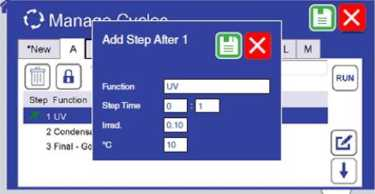 Manage Cycles
*New A L M
Add Step After 1
RUN
Function UV
Step Time 0 : 1
Irrad. 0.10
°C 10
Step Function
1 UV
2 Condensa
3 Final - Go